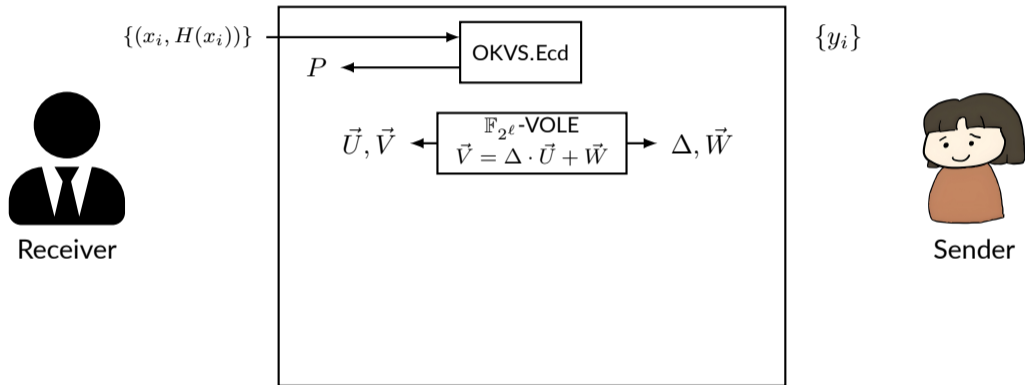 {(x_i, H(x_i))}
OKVS.Ecd
{y_i}
P
𝔽_{2^ℓ}-VOLE
U⃗, V⃗
V⃗ = Δ · U⃗ + W⃗
Δ, W⃗
Receiver
Sender